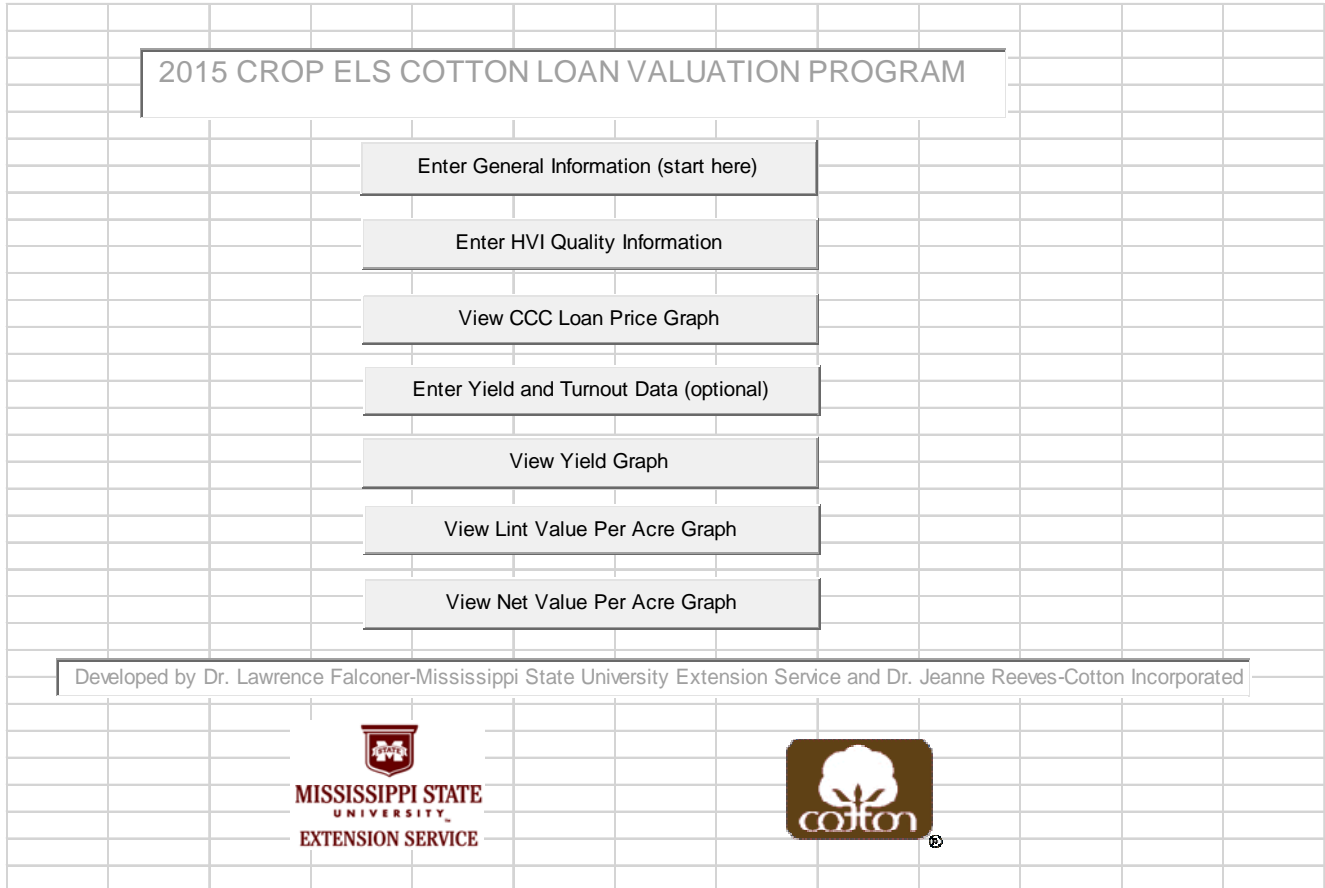 2015 CROP ELS COTTON LOAN VALUATION PROGRAM
Enter General Information (start here)
Enter HVI Quality Information
View CCC Loan Price Graph
Enter Yield and Turnout Data (optional)
View Yield Graph
View Lint Value Per Acre Graph
View Net Value Per Acre Graph
Developed by Dr. Lawrence Falconer-Mississippi State University Extension Service and Dr. Jeanne Reeves-Cotton Incorporated
STATE
MISSISSIPPI STATE
UNIVERSITY™
EXTENSION SERVICE
cotton
®